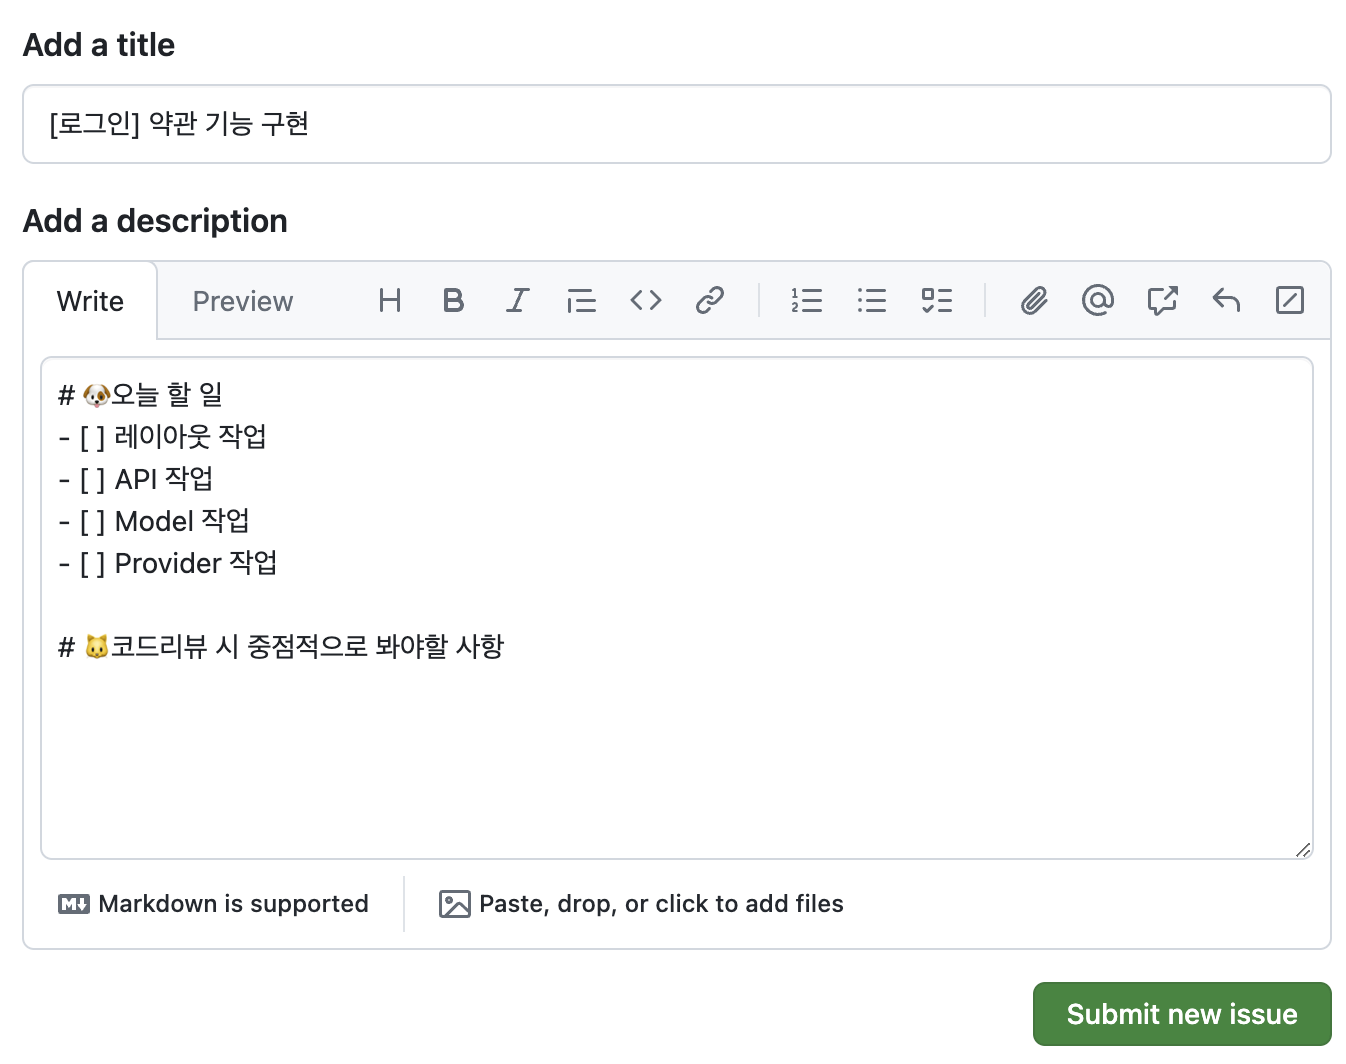 Add a title
[로그인] 약관 기능 구현
Add a description
Write Preview
# 🐶오늘 할 일
- [ ] 레이아웃 작업
- [ ] API 작업
- [ ] Model 작업
- [ ] Provider 작업
# 🐱코드리뷰 시 중점적으로 봐야할 사항
Markdown is supported Paste, drop, or click to add files
Submit new issue